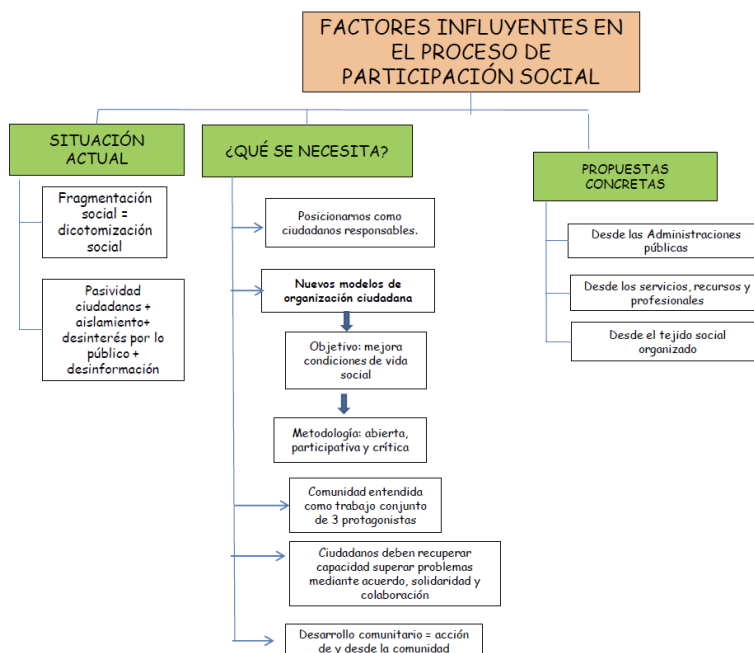 FACTORES INFLUYENTES EN
EL PROCESO DE
PARTICIPACIÓN SOCIAL
SITUACIÓN
ACTUAL
Fragmentación
social =
dicotomización
social
Pasividad
ciudadanos +
aislamiento+
desinterés por lo
público +
desinformación
¿QUÉ SE NECESITA?
Posicionarnos como
ciudadanos responsables.
Nuevos modelos de
organización ciudadana
Objetivo: mejora
condiciones de vida
social
Metodología: abierta,
participativa y crítica
Comunidad entendida
como trabajo conjunto
de 3 protagonistas
Ciudadanos deben recuperar
capacidad superar problemas
mediante acuerdo, solidaridad y
colaboración
Desarrollo comunitario = acción
de y desde la comunidad
PROPUESTAS
CONCRETAS
Desde las Administraciones
públicas
Desde los servicios, recursos y
profesionales
Desde el tejido social
organizado